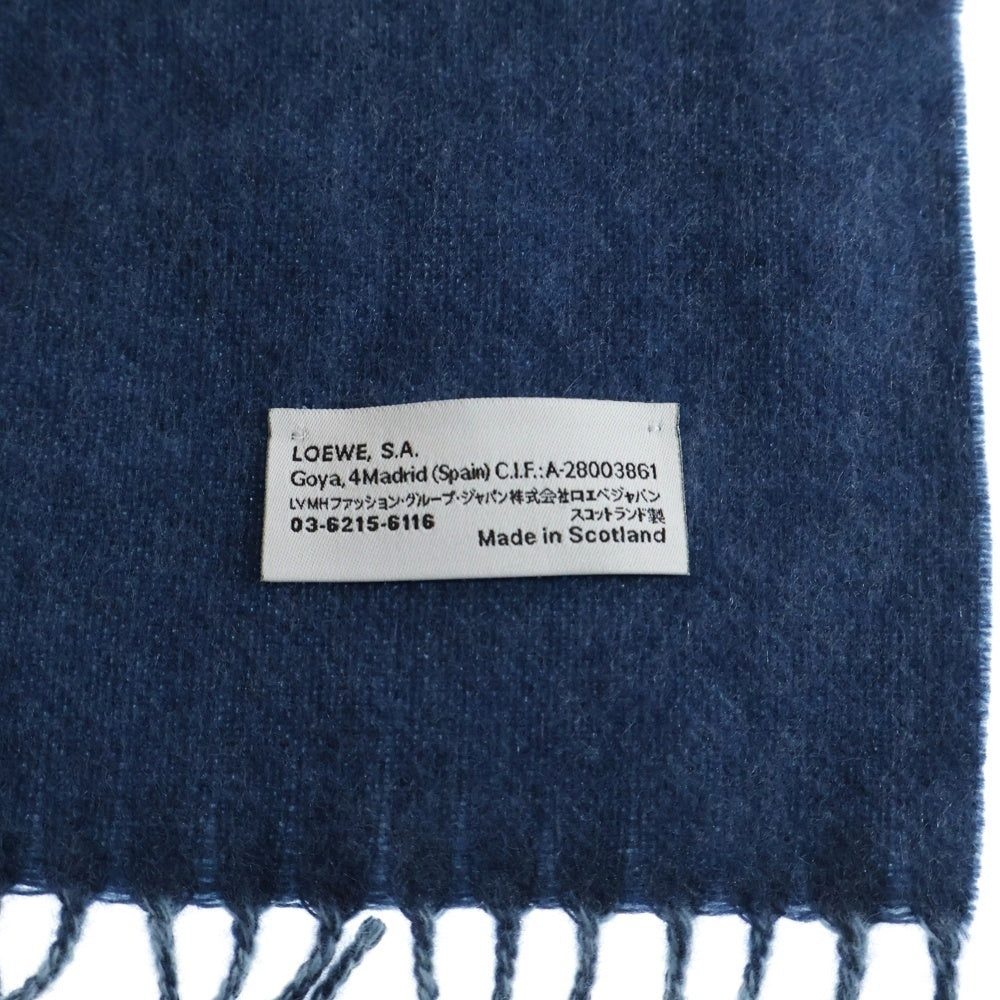 LOEWE, S.A.
Goya, 4 Madrid (Spain) C.I.F.: A-28003861
LVMHファッション・グループ・ジャパン株式会社ロエベジャパン
スコットランド製
03-6215-6116
Made in Scotland